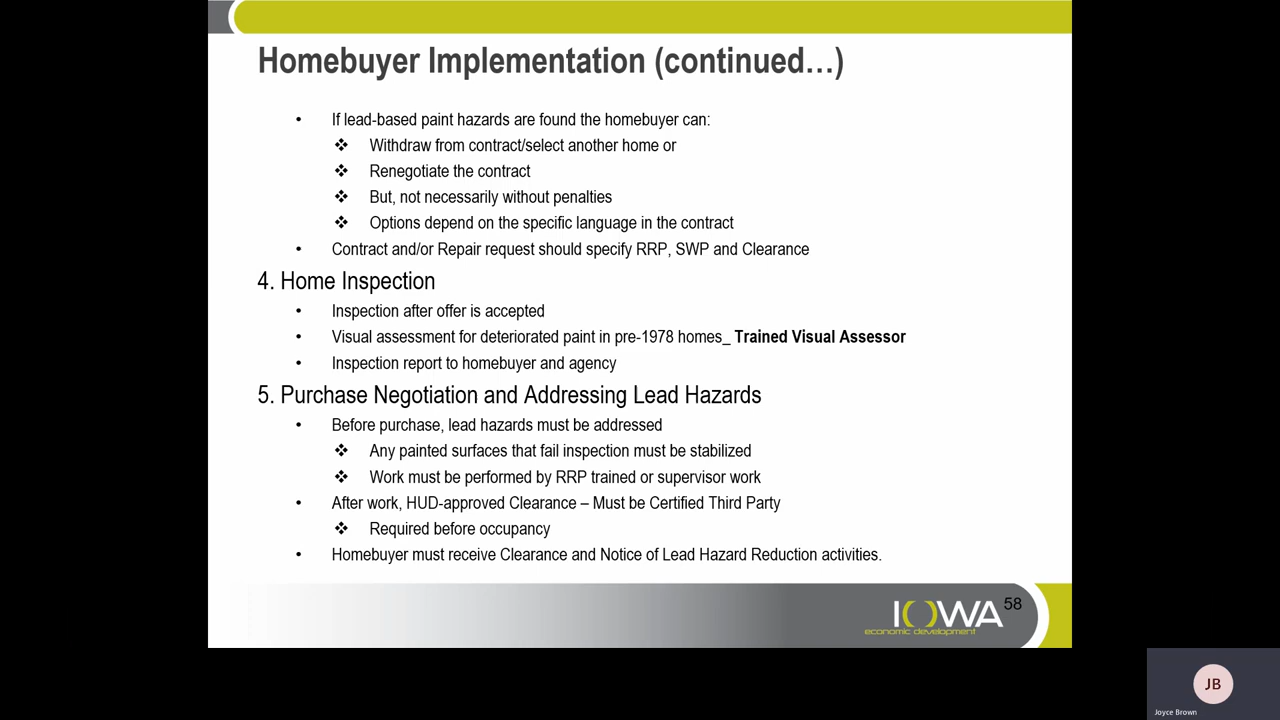 Homebuyer Implementation (continued…)
• If lead-based paint hazards are found the homebuyer can:
❖ Withdraw from contract/select another home or
❖ Renegotiate the contract
❖ But, not necessarily without penalties
❖ Options depend on the specific language in the contract
• Contract and/or Repair request should specify RRP, SWP and Clearance
4. Home Inspection
• Inspection after offer is accepted
• Visual assessment for deteriorated paint in pre-1978 homes_ Trained Visual Assessor
• Inspection report to homebuyer and agency
5. Purchase Negotiation and Addressing Lead Hazards
• Before purchase, lead hazards must be addressed
❖ Any painted surfaces that fail inspection must be stabilized
❖ Work must be performed by RRP trained or supervisor work
• After work, HUD-approved Clearance – Must be Certified Third Party
❖ Required before occupancy
• Homebuyer must receive Clearance and Notice of Lead Hazard Reduction activities.
IOWA
economic development
58
JB
Joyce Brown